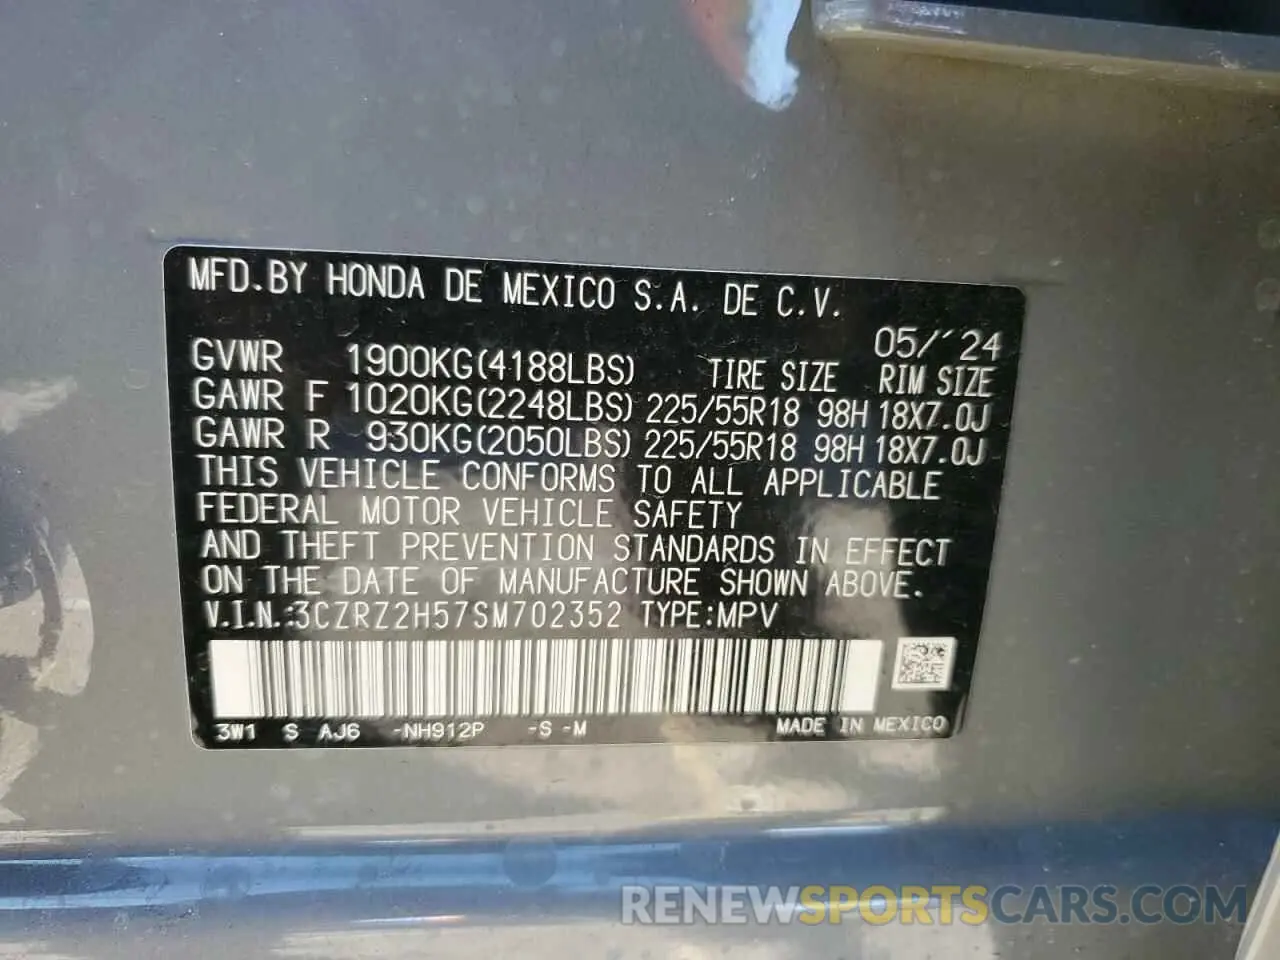 MFD.BY HONDA DE MEXICO S.A. DE C.V.
05/'24
GVWR 1900KG(4188LBS) TIRE SIZE RIM SIZE
GAWR F 1020KG(2248LBS) 225/55R18 98H 18X7.0J
GAWR R 930KG(2050LBS) 225/55R18 98H 18X7.0J
THIS VEHICLE CONFORMS TO ALL APPLICABLE
FEDERAL MOTOR VEHICLE SAFETY
AND THEFT PREVENTION STANDARDS IN EFFECT
ON THE DATE OF MANUFACTURE SHOWN ABOVE.
V.I.N.:3CZRZ2H57SM702352 TYPE:MPV
3W1 S AJ6 -NH912P -S -M MADE IN MEXICO
RENEWSPORTSCARS.COM